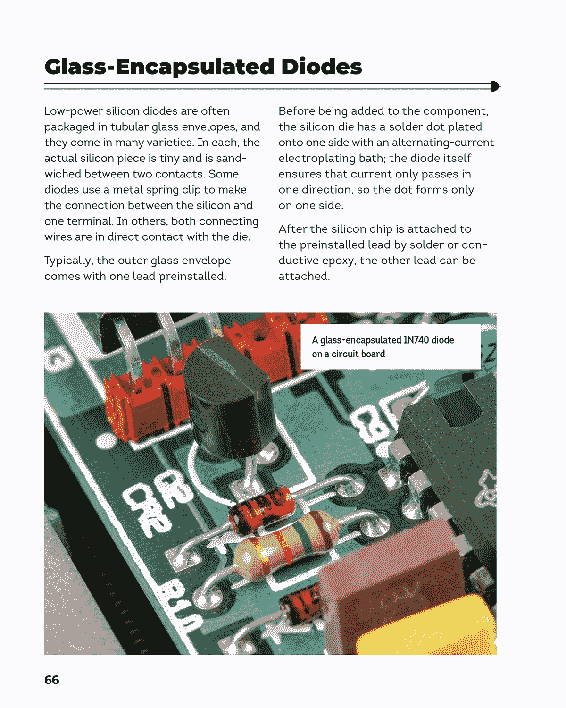 Glass-Encapsulated Diodes
Low-power silicon diodes are often
packaged in tubular glass envelopes, and
they come in many varieties. In each, the
actual silicon piece is tiny and is sand-
wiched between two contacts. Some
diodes use a metal spring clip to make
the connection between the silicon and
one terminal. In others, both connecting
wires are in direct contact with the die.
Typically, the outer glass envelope
comes with one lead preinstalled.
Before being added to the component,
the silicon die has a solder dot plated
onto one side with an alternating-current
electroplating bath; the diode itself
ensures that current only passes in
one direction, so the dot forms only
on one side.
After the silicon chip is attached to
the preinstalled lead by solder or con-
ductive epoxy, the other lead can be
attached.
A glass-encapsulated 1N740 diode
on a circuit board
R10
66